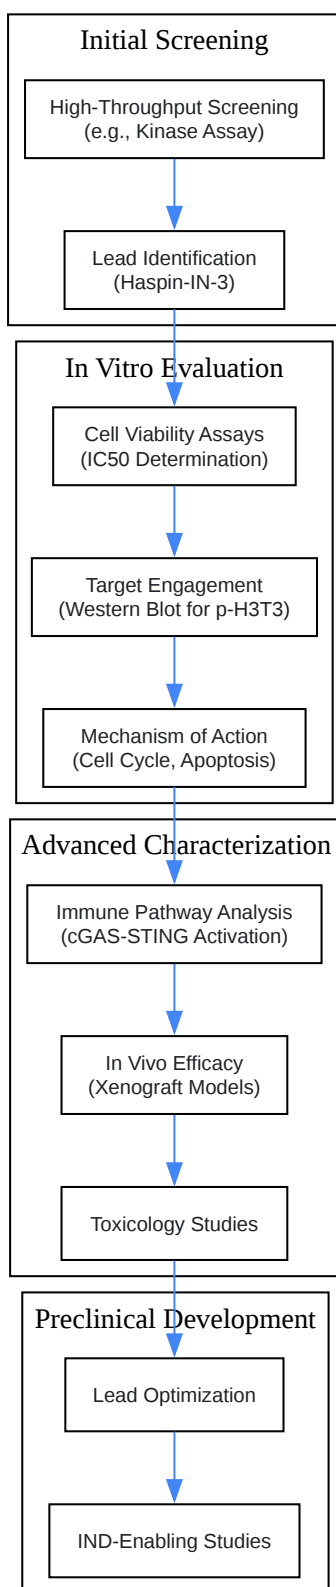 Initial Screening
High-Throughput Screening
(e.g., Kinase Assay)
Lead Identification
(Haspin-IN-3)
In Vitro Evaluation
Cell Viability Assays
(IC50 Determination)
Target Engagement
(Western Blot for p-H3T3)
Mechanism of Action
(Cell Cycle, Apoptosis)
Advanced Characterization
Immune Pathway Analysis
(cGAS-STING Activation)
In Vivo Efficacy
(Xenograft Models)
Toxicology Studies
Preclinical Development
Lead Optimization
IND-Enabling Studies